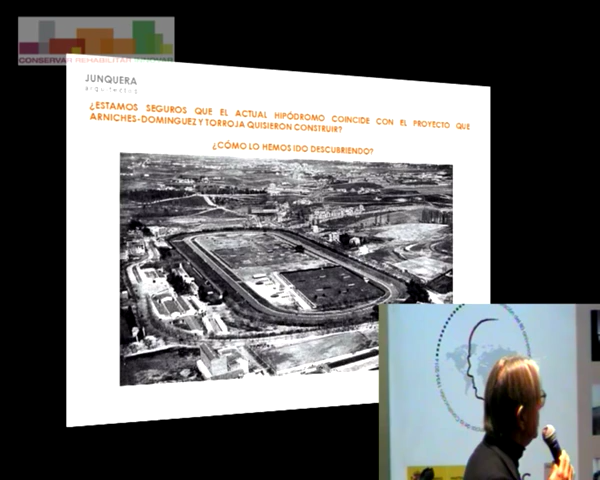 CONSERVAR REHABILITAR
JUNQUERA
arquitectos
¿ESTAMOS SEGUROS QUE EL ACTUAL HIPÓDROMO COINCIDE CON EL PROYECTO QUE
ARNICHES-DOMINGUEZ Y TORROJA QUISIERON CONSTRUIR?
¿CÓMO LO HEMOS IDO DESCUBRIENDO?